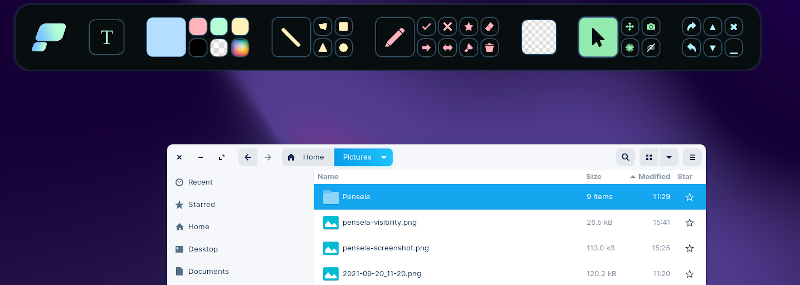 T
Home Pictures
Name Size Modified Star
Recent
Pensela 9 items 11:29
Starred
pensela-visibility.png 26.5 kB 15:41
Home
pensela-screenshot.png 113.0 kB 15:25
Desktop
2021-09-20_11-20.png 120.2 kB 11:20
Documents